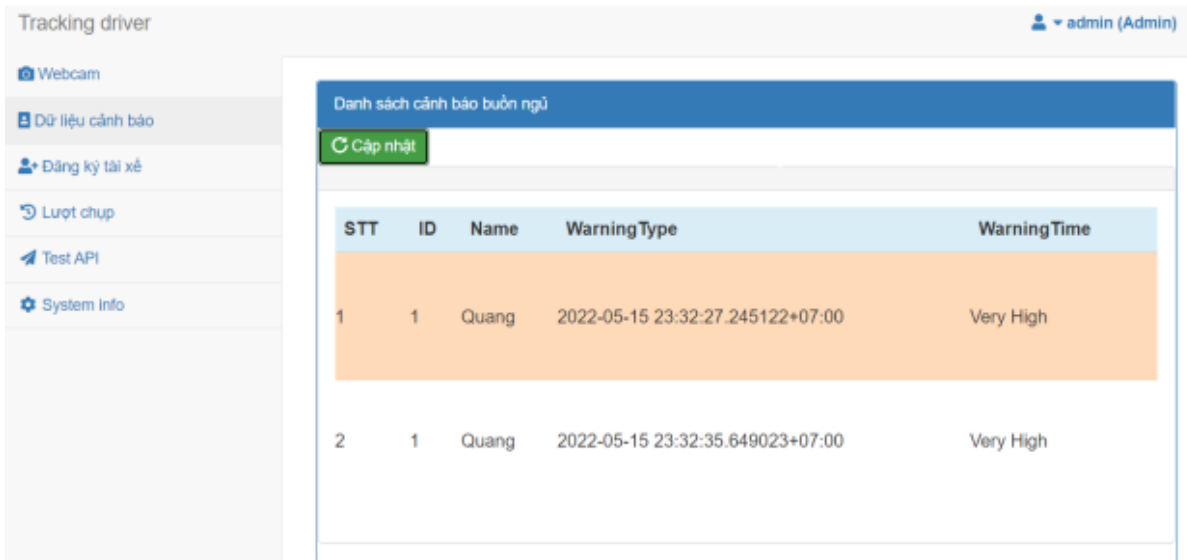 Tracking driver
admin (Admin)
Webcam
Dữ liệu cảnh báo
Đăng ký tài xế
Lượt chụp
Test API
System info
Danh sách cảnh báo buồn ngủ
Cập nhật
STT ID Name WarningType WarningTime
1 1 Quang 2022-05-15 23:32:27.245122+07:00 Very High
2 1 Quang 2022-05-15 23:32:35.649023+07:00 Very High